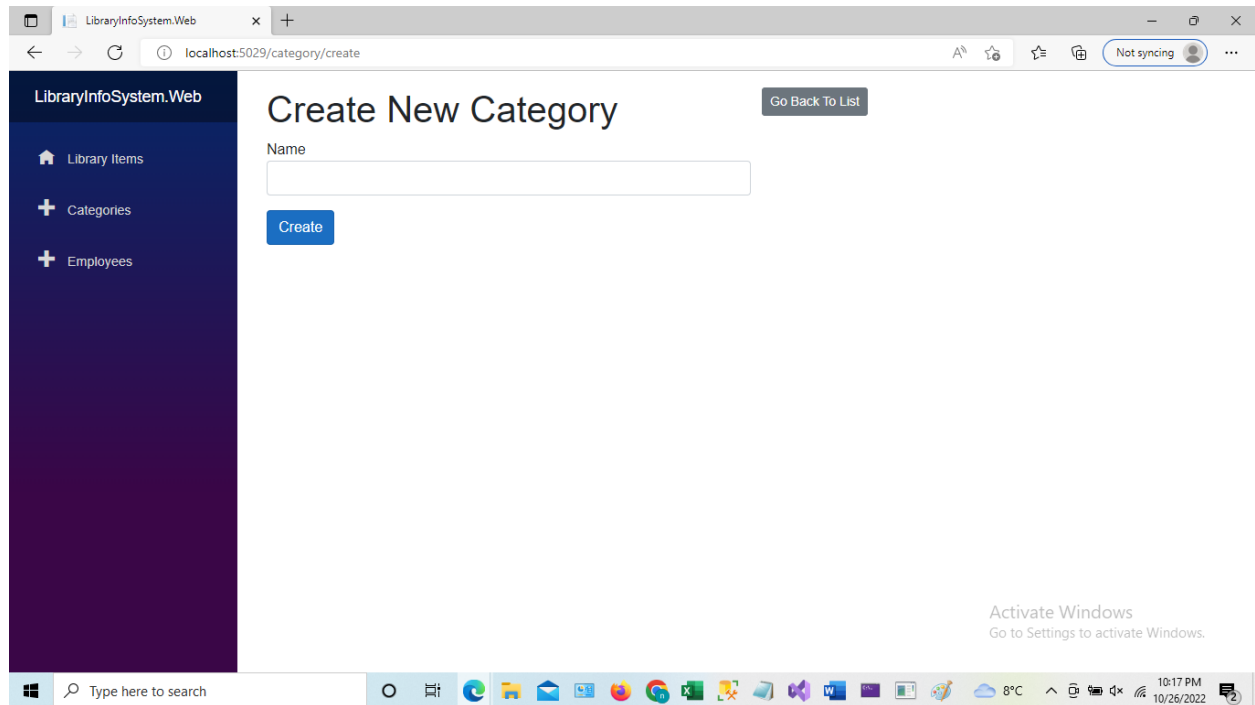 LibraryInfoSystem.Web
localhost:5029/category/create
Not syncing
LibraryInfoSystem.Web
Library Items
Categories
Employees
Create New Category
Go Back To List
Name
Create
Activate Windows
Go to Settings to activate Windows.
Type here to search
8°C
10:17 PM
10/26/2022
2